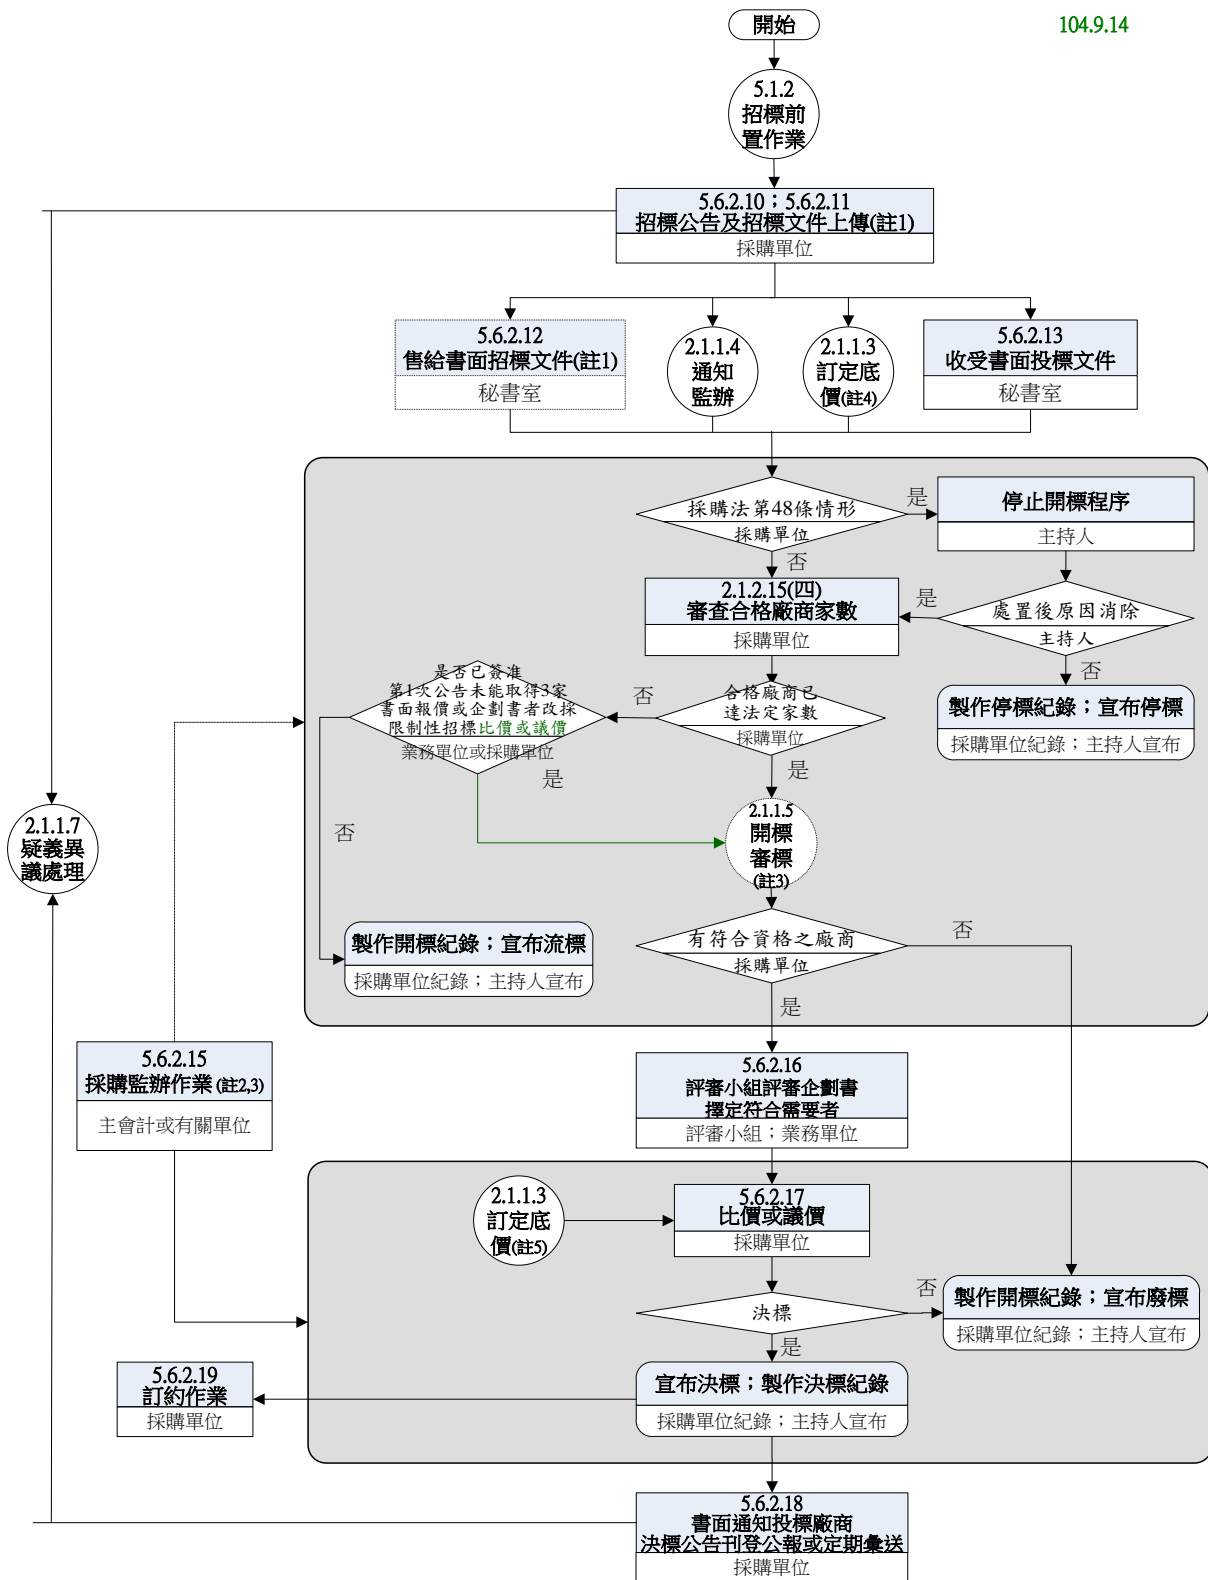 開始
104.9.14
5.1.2
招標前
置作業
5.6.2.10；5.6.2.11
招標公告及招標文件上傳(註1)
採購單位
5.6.2.12
售給書面招標文件(註1)
秘書室
2.1.1.4
通知
監辦
2.1.1.3
訂定底
價(註4)
5.6.2.13
收受書面投標文件
秘書室
採購法第48條情形
採購單位
是
停止開標程序
主持人
否
2.1.2.15(四)
審查合格廠商家數
採購單位
是
處置後原因消除
主持人
否
製作停標紀錄；宣布停標
採購單位紀錄；主持人宣布
是否已簽准
第1次公告未能取得3家
書面報價或企劃書者改採
限制性招標比價或議價
業務單位或採購單位
否
合格廠商已
達法定家數
採購單位
是
是
否
2.1.1.5
開標
審標
(註3)
2.1.1.7
疑義異
議處理
製作開標紀錄；宣布流標
採購單位紀錄；主持人宣布
有符合資格之廠商
採購單位
否
是
5.6.2.15
採購監辦作業(註2,3)
主會計或有關單位
5.6.2.16
評審小組評審企劃書
擇定符合需要者
評審小組；業務單位
2.1.1.3
訂定底
價(註5)
5.6.2.17
比價或議價
採購單位
決標
否
製作開標紀錄；宣布廢標
採購單位紀錄；主持人宣布
是
宣布決標；製作決標紀錄
採購單位紀錄；主持人宣布
5.6.2.19
訂約作業
採購單位
5.6.2.18
書面通知投標廠商
決標公告刊登公報或定期彙送
採購單位